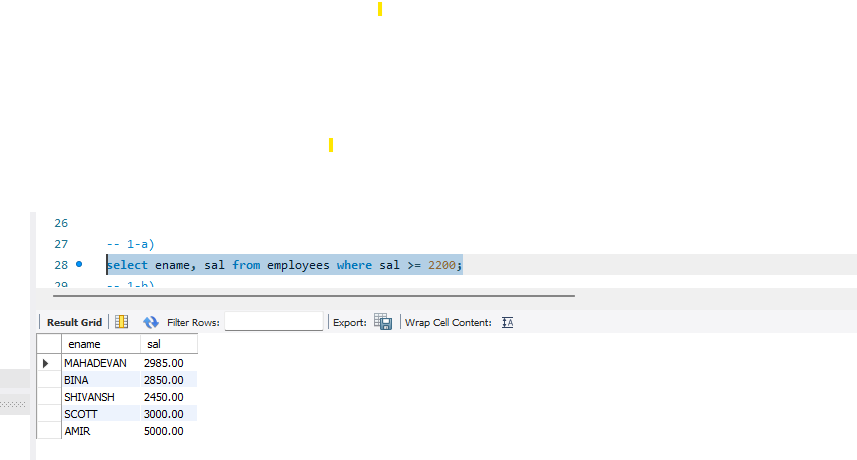 26
27 -- 1-a)
28 select ename, sal from employees where sal >= 2200;
29 -- 1-b)
Result Grid Filter Rows: Export: Wrap Cell Content: IA
ename sal
MAHADEVAN 2985.00
BINA 2850.00
SHIVANSH 2450.00
SCOTT 3000.00
AMIR 5000.00